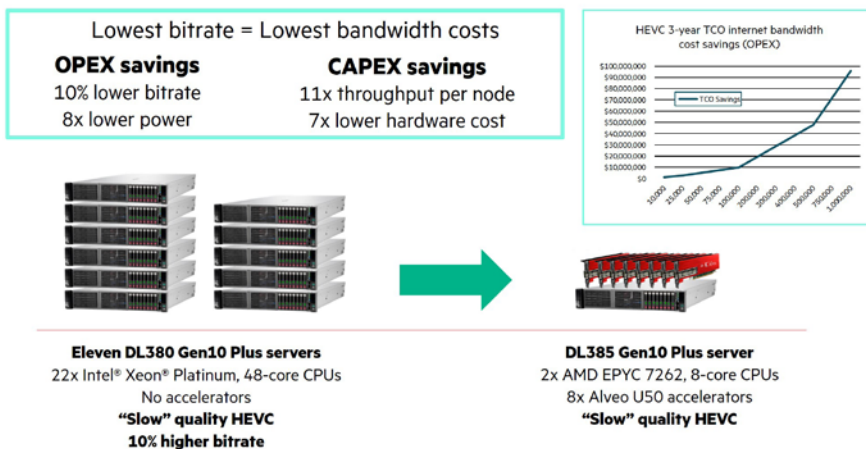 Lowest bitrate = Lowest bandwidth costs
OPEX savings
10% lower bitrate
8x lower power
CAPEX savings
11x throughput per node
7x lower hardware cost
HEVC 3-year TCO internet bandwidth
cost savings (OPEX)
$100,000,000
$90,000,000
$80,000,000
$70,000,000
$60,000,000
$50,000,000
$40,000,000
$30,000,000
$20,000,000
$10,000,000
$0
TCO Savings
10,000
25,000
50,000
75,000
100,000
200,000
300,000
400,000
500,000
750,000
1,000,000
Eleven DL380 Gen10 Plus servers
22x Intel® Xeon® Platinum, 48-core CPUs
No accelerators
“Slow” quality HEVC
10% higher bitrate
DL385 Gen10 Plus server
2x AMD EPYC 7262, 8-core CPUs
8x Alveo U50 accelerators
“Slow” quality HEVC